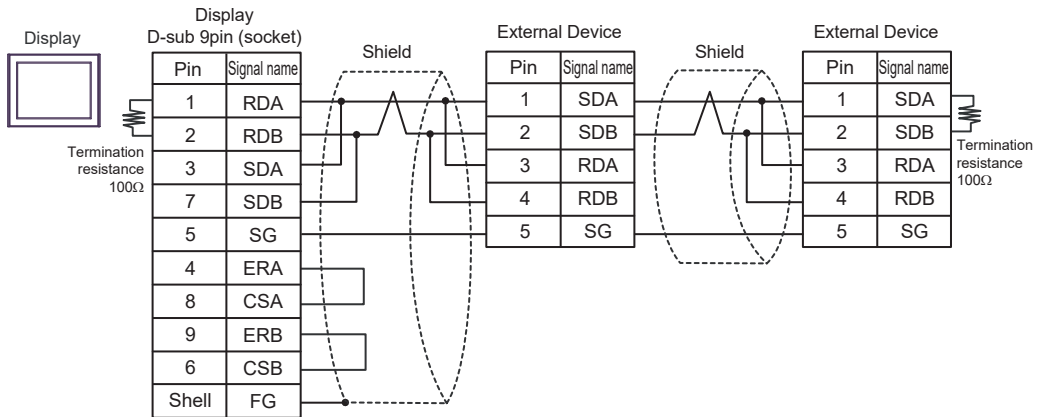 Display
Display
D-sub 9pin (socket)
Pin Signal name
1 RDA
2 RDB
3 SDA
7 SDB
5 SG
4 ERA
8 CSA
9 ERB
6 CSB
Shell FG
Termination
resistance
100Ω
Shield
External Device
Pin Signal name
1 SDA
2 SDB
3 RDA
4 RDB
5 SG
Shield
External Device
Pin Signal name
1 SDA
2 SDB
3 RDA
4 RDB
5 SG
Termination
resistance
100Ω